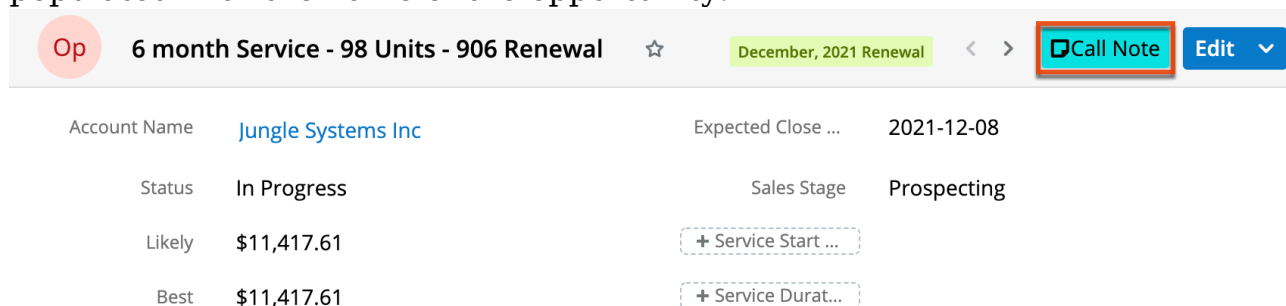 Op 6 month Service - 98 Units - 906 Renewal December, 2021 Renewal Call Note Edit
Account Name Jungle Systems Inc Expected Close ... 2021-12-08
Status In Progress Sales Stage Prospecting
Likely $11,417.61 + Service Start ...
Best $11,417.61 + Service Durat...